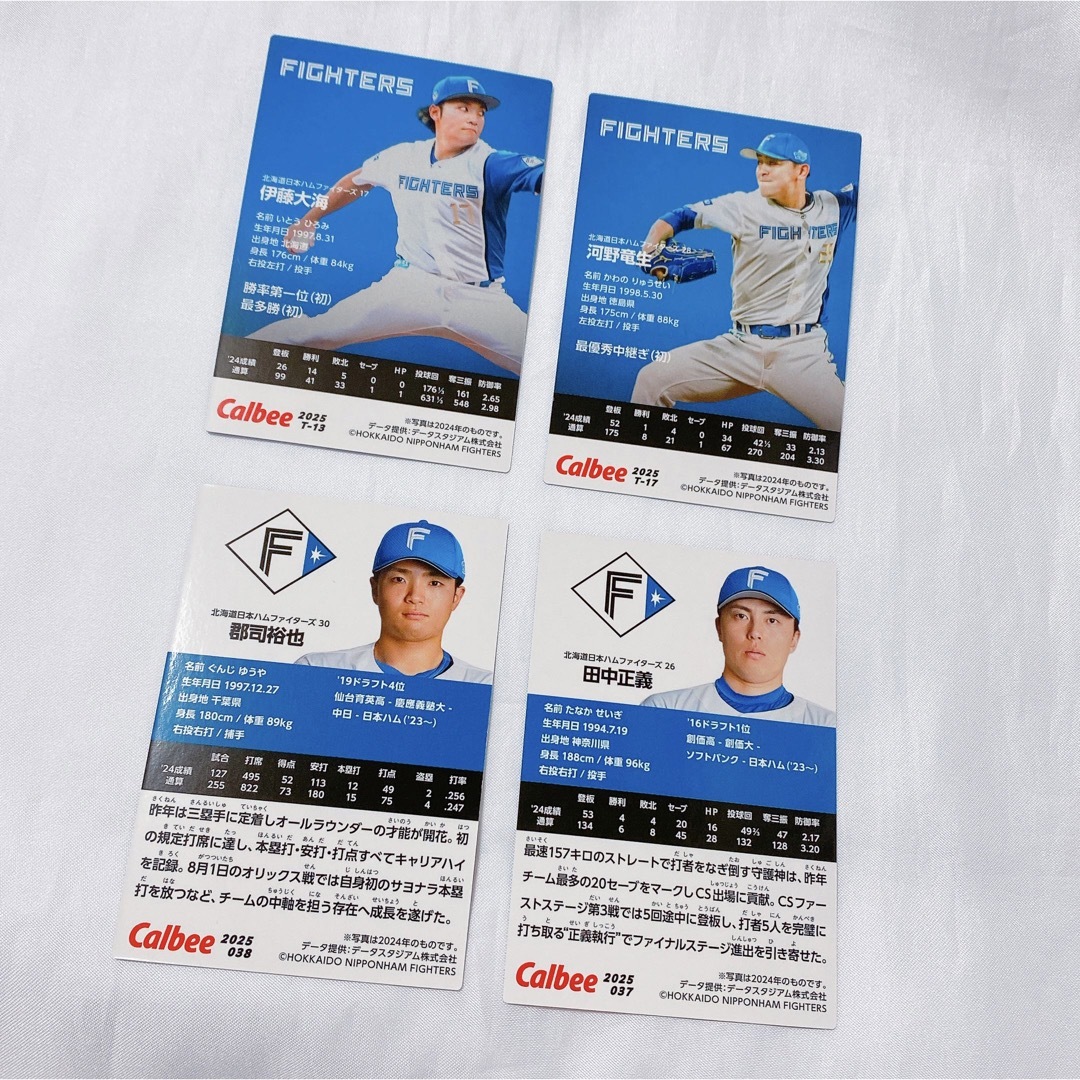 FIGHTERS
FIGHTERS
17
北海道日本ハムファイターズ 17
伊藤大海
名前 いとう ひろみ
生年月日 1997.8.31
出身地 北海道
身長 176cm / 体重 84kg
右投左打 / 投手
勝率第一位(初)
最多勝(初)
登板 勝利 敗北 セーブ HP 投球回 奪三振 防御率
'24成績 26 14 5 0 0 176⅓ 161 2.65
通算 99 41 33 1 1 631⅓ 548 2.98
Calbee 2025 T-13
※写真は2024年のものです。
データ提供：データスタジアム株式会社
©HOKKAIDO NIPPONHAM FIGHTERS
FIGHTERS
FIGHTERS
北海道日本ハムファイターズ 28
河野竜生
名前 かわの りゅうせい
生年月日 1998.5.30
出身地 徳島県
身長 175cm / 体重 88kg
左投左打 / 投手
最優秀中継ぎ(初)
登板 勝利 敗北 セーブ HP 投球回 奪三振 防御率
'24成績 52 1 4 0 34 42⅓ 33 2.13
通算 175 8 21 1 67 270 204 3.30
Calbee 2025 T-17
※写真は2024年のものです。
データ提供：データスタジアム株式会社
©HOKKAIDO NIPPONHAM FIGHTERS
F
F
北海道日本ハムファイターズ 30
郡司裕也
名前 ぐんじ ゆうや
生年月日 1997.12.27
出身地 千葉県
身長 180cm / 体重 89kg
右投右打 / 捕手
'19ドラフト4位
仙台育英高 - 慶應義塾大 -
中日 - 日本ハム('23～)
試合 打席 得点 安打 本塁打 打点 盗塁 打率
'24成績 127 495 52 113 12 49 2 .256
通算 255 822 73 180 15 75 4 .247
昨年は三塁手に定着しオールラウンダーの才能が開花。初
の規定打席に達し、本塁打・安打・打点すべてキャリアハイ
を記録。8月1日のオリックス戦では自身初のサヨナラ本塁
打を放つなど、チームの中軸を担う存在へ成長を遂げた。
Calbee 2025 038
※写真は2024年のものです。
データ提供：データスタジアム株式会社
©HOKKAIDO NIPPONHAM FIGHTERS
F
F
北海道日本ハムファイターズ 26
田中正義
名前 たなか せいぎ
生年月日 1994.7.19
出身地 神奈川県
身長 188cm / 体重 96kg
右投右打 / 投手
'16ドラフト1位
創価高 - 創価大 -
ソフトバンク - 日本ハム('23～)
登板 勝利 敗北 セーブ HP 投球回 奪三振 防御率
'24成績 53 4 4 20 16 49⅔ 47 2.17
通算 134 6 8 45 28 132 128 3.20
最速157キロのストレートで打者をなぎ倒す守護神は、昨年
チーム最多の20セーブをマークしCS出場に貢献。CSファー
ストステージ第3戦では5回途中に登板し、打者5人を完璧に
打ち取る“正義執行”でファイナルステージ進出を引き寄せた。
Calbee 2025 037
※写真は2024年のものです。
データ提供：データスタジアム株式会社
©HOKKAIDO NIPPONHAM FIGHTERS